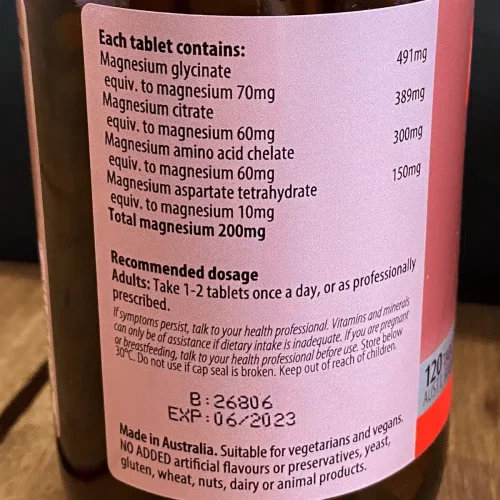 Each tablet contains:
Magnesium glycinate 491mg
equiv. to magnesium 70mg
Magnesium citrate 389mg
equiv. to magnesium 60mg
Magnesium amino acid chelate 300mg
equiv. to magnesium 60mg
Magnesium aspartate tetrahydrate 150mg
equiv. to magnesium 10mg
Total magnesium 200mg
Recommended dosage
Adults: Take 1-2 tablets once a day, or as professionally
prescribed.
If symptoms persist, talk to your health professional. Vitamins and minerals
can only be of assistance if dietary intake is inadequate. If you are pregnant
or breastfeeding, talk to your health professional before use. Store below
30°C. Do not use if cap seal is broken. Keep out of reach of children.
B:26806
EXP:06/2023
Made in Australia. Suitable for vegetarians and vegans.
NO ADDED artificial flavours or preservatives, yeast,
gluten, wheat, nuts, dairy or animal products.
120